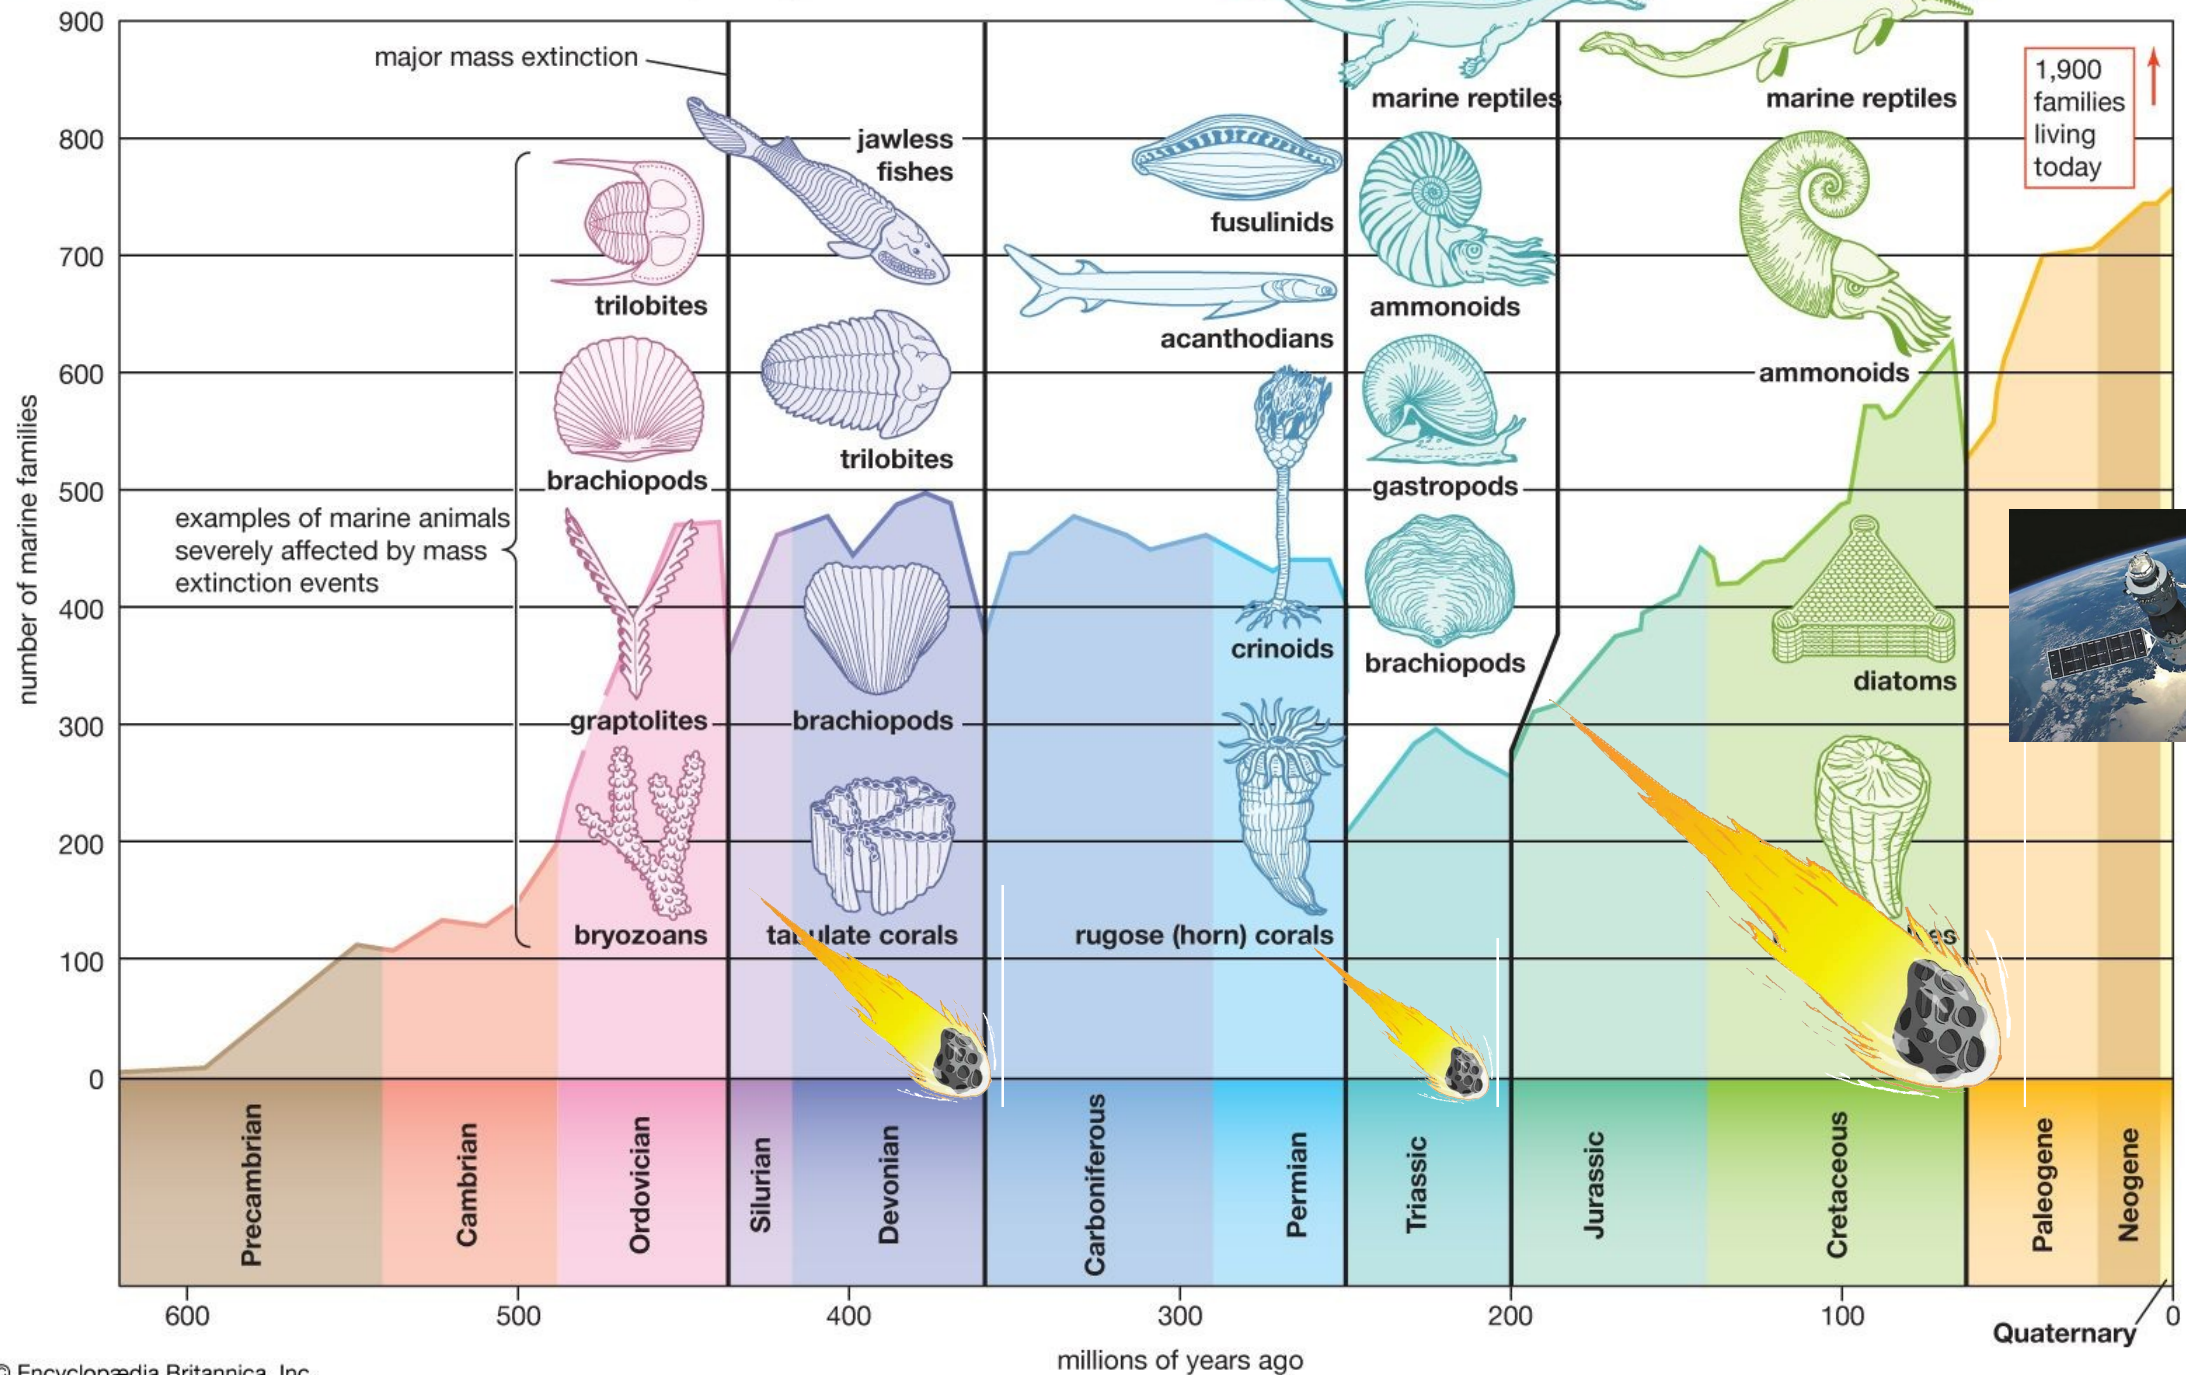 900
800
700
600
500
400
300
200
100
0
number of marine families
major mass extinction
examples of marine animals
severely affected by mass
extinction events
trilobites
brachiopods
graptolites
bryozoans
jawless
fishes
trilobites
brachiopods
tabulate corals
fusulinids
acanthodians
crinoids
rugose (horn) corals
marine reptiles
ammonoids
gastropods
brachiopods
marine reptiles
ammonoids
diatoms
1,900
families
living
today
Precambrian
Cambrian
Ordovician
Silurian
Devonian
Carboniferous
Permian
Triassic
Jurassic
Cretaceous
Paleogene
Neogene
Quaternary
600
500
400
300
200
100
0
millions of years ago
© Encyclopædia Britannica, Inc.